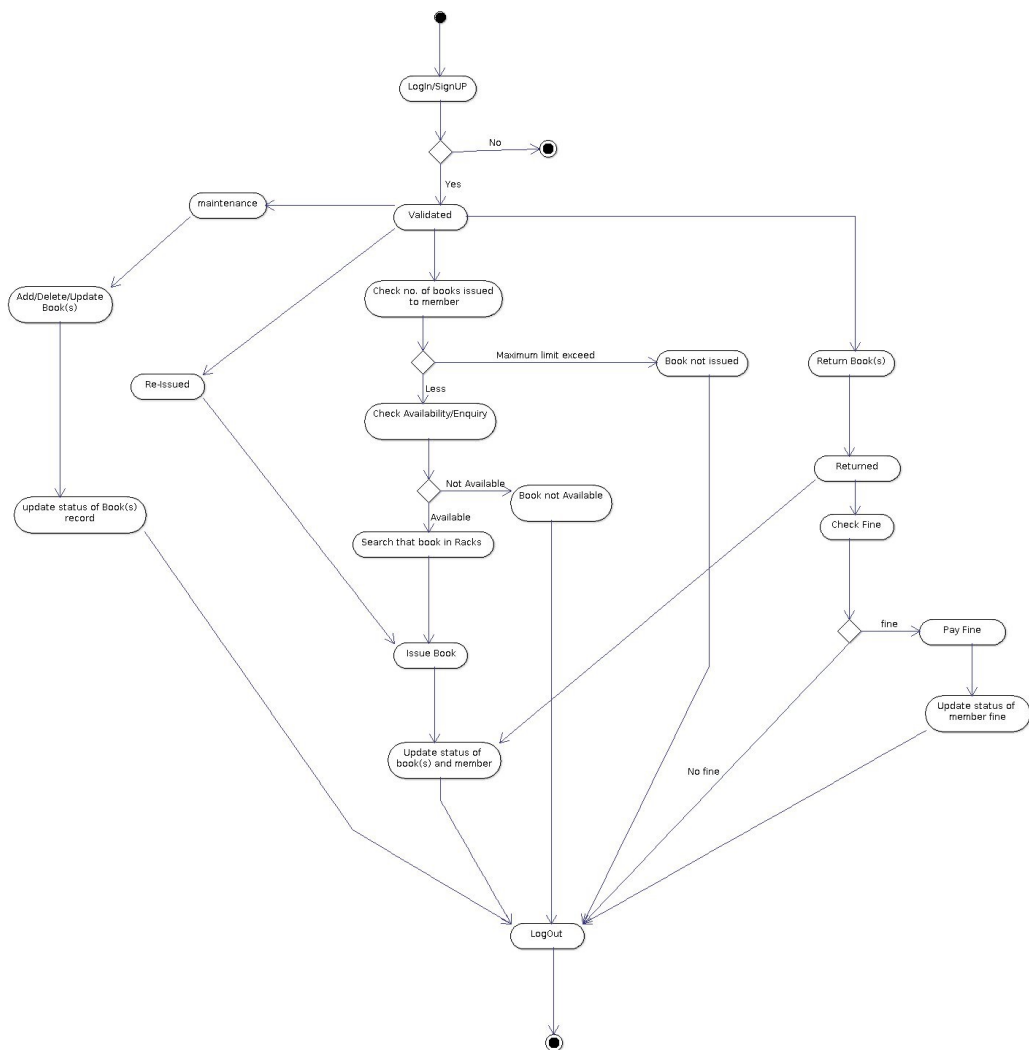 LogIn/SignUP
No
Yes
maintenance
Validated
Add/Delete/Update
Book(s)
Check no. of books issued
to member
Maximum limit exceed
Book not issued
Return Book(s)
Re-Issued
Less
Check Availability/Enquiry
Returned
Not Available
Book not Available
update status of Book(s)
record
Available
Check Fine
Search that book in Racks
fine
Pay Fine
Issue Book
Update status of
member fine
Update status of
book(s) and member
No fine
LogOut